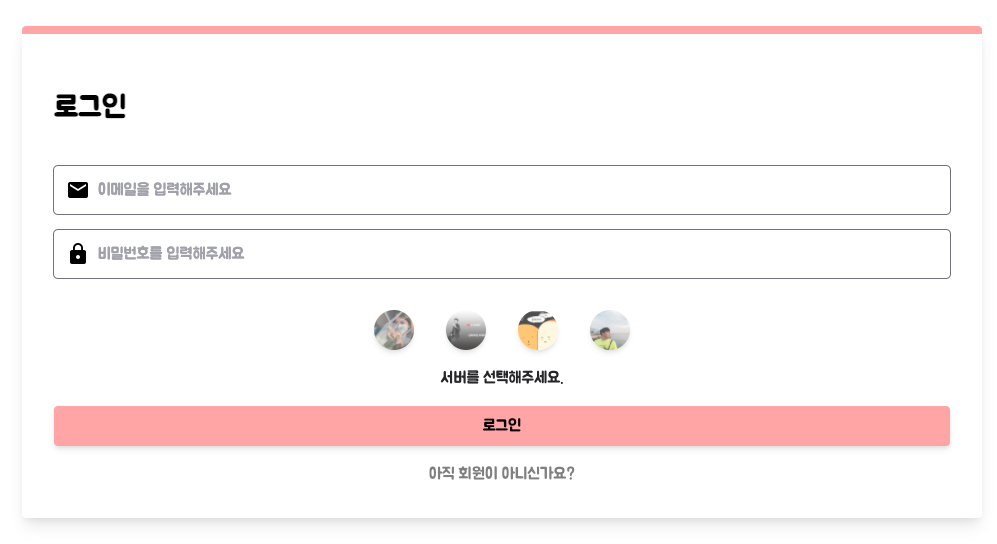 로그인
이메일을 입력해주세요
비밀번호를 입력해주세요
서버를 선택해주세요.
로그인
아직 회원이 아니신가요?